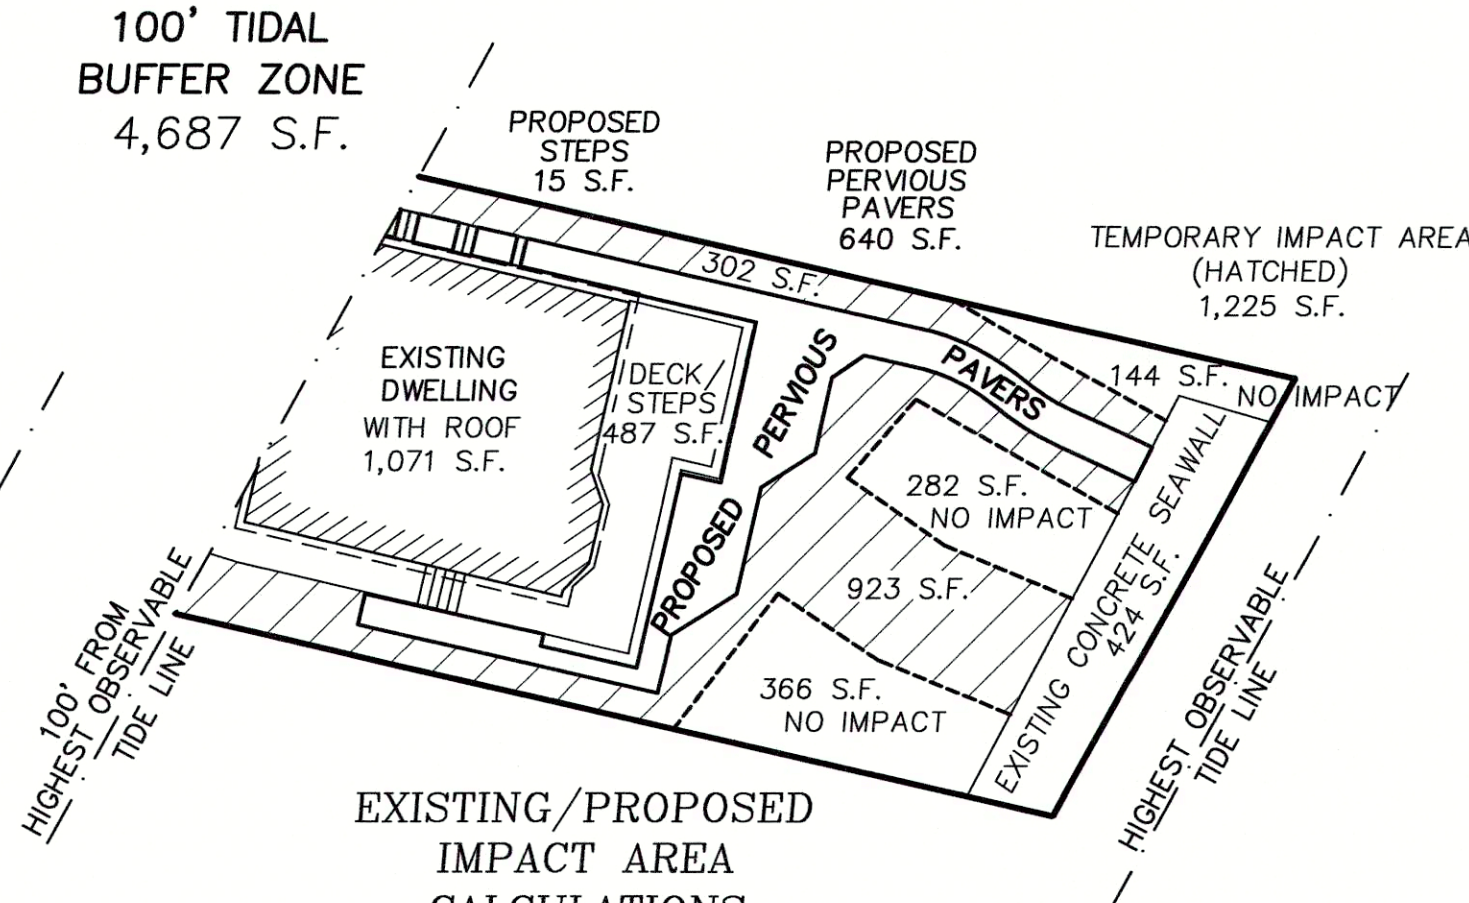 100' TIDAL
BUFFER ZONE
4,687 S.F.
PROPOSED
STEPS
15 S.F.
PROPOSED
PERVIOUS
PAVERS
640 S.F.
TEMPORARY IMPACT AREA
(HATCHED)
1,225 S.F.
302 S.F.
EXISTING
DWELLING
WITH ROOF
1,071 S.F.
DECK/
STEPS
487 S.F.
PROPOSED PERVIOUS PAVERS
144 S.F.
NO IMPACT
282 S.F.
NO IMPACT
923 S.F.
366 S.F.
NO IMPACT
EXISTING CONCRETE SEAWALL
424 S.F.
100' FROM
HIGHEST OBSERVABLE
TIDE LINE
HIGHEST OBSERVABLE
TIDE LINE
EXISTING/PROPOSED
IMPACT AREA
CALCULATIONS